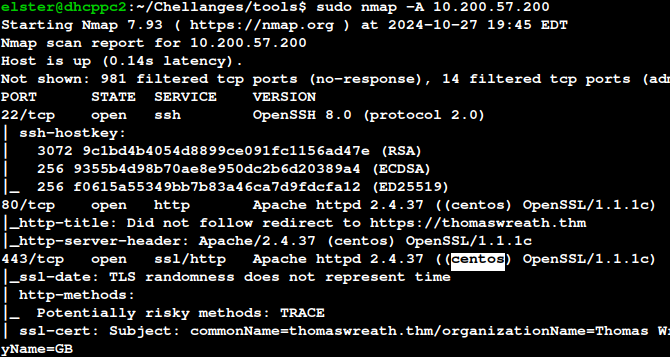 elster@dhcppc2:~/Chellanges/tools$ sudo nmap -A 10.200.57.200
Starting Nmap 7.93 ( https://nmap.org ) at 2024-10-27 19:45 EDT
Nmap scan report for 10.200.57.200
Host is up (0.14s latency).
Not shown: 981 filtered tcp ports (no-response), 14 filtered tcp ports (adm
PORT STATE SERVICE VERSION
22/tcp open ssh OpenSSH 8.0 (protocol 2.0)
| ssh-hostkey:
| 3072 9c1bd4b4054d8899ce091fc1156ad47e (RSA)
| 256 9355b4d98b70ae8e950dc2b6d20389a4 (ECDSA)
|_ 256 f0615a55349bb7b83a46ca7d9fdcfa12 (ED25519)
80/tcp open http Apache httpd 2.4.37 ((centos) OpenSSL/1.1.1c)
|_http-title: Did not follow redirect to https://thomaswreath.thm
|_http-server-header: Apache/2.4.37 (centos) OpenSSL/1.1.1c
443/tcp open ssl/http Apache httpd 2.4.37 ((centos) OpenSSL/1.1.1c)
|_ssl-date: TLS randomness does not represent time
| http-methods:
|_ Potentially risky methods: TRACE
| ssl-cert: Subject: commonName=thomaswreath.thm/organizationName=Thomas W
yName=GB